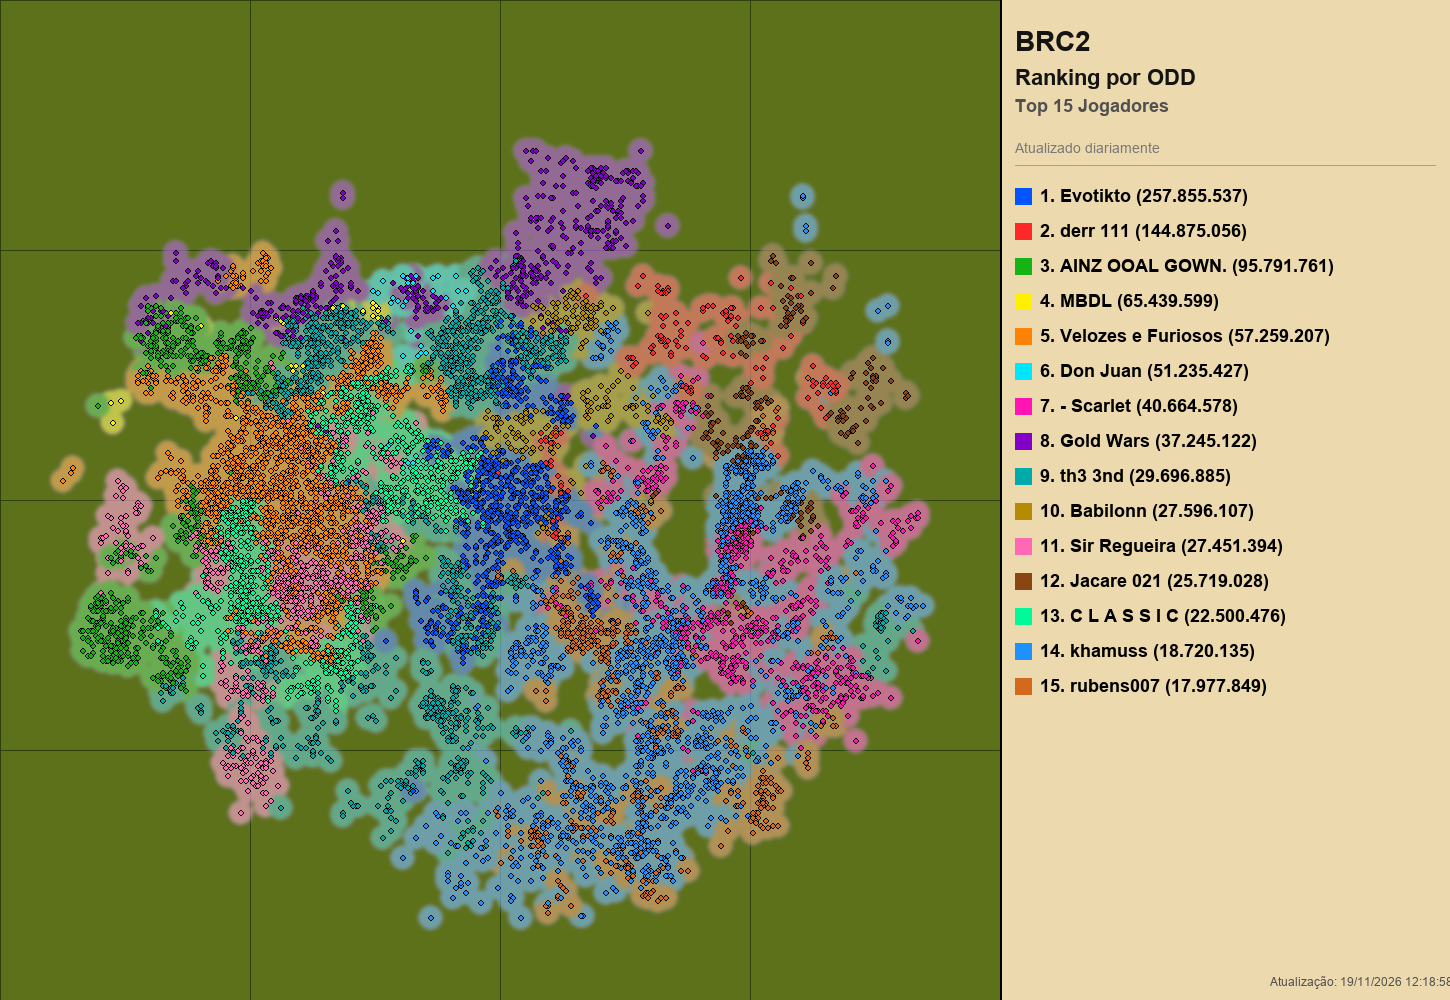 BRC2
Ranking por ODD
Top 15 Jogadores
Atualizado diariamente
1. Evotikto (257.855.537)
2. derr 111 (144.875.056)
3. AINZ OOAL GOWN. (95.791.761)
4. MBDL (65.439.599)
5. Velozes e Furiosos (57.259.207)
6. Don Juan (51.235.427)
7. - Scarlet (40.664.578)
8. Gold Wars (37.245.122)
9. th3 3nd (29.696.885)
10. Babilonn (27.596.107)
11. Sir Regueira (27.451.394)
12. Jacare 021 (25.719.028)
13. C L A S S I C (22.500.476)
14. khamuss (18.720.135)
15. rubens007 (17.977.849)
Atualização: 19/11/2026 12:18:58